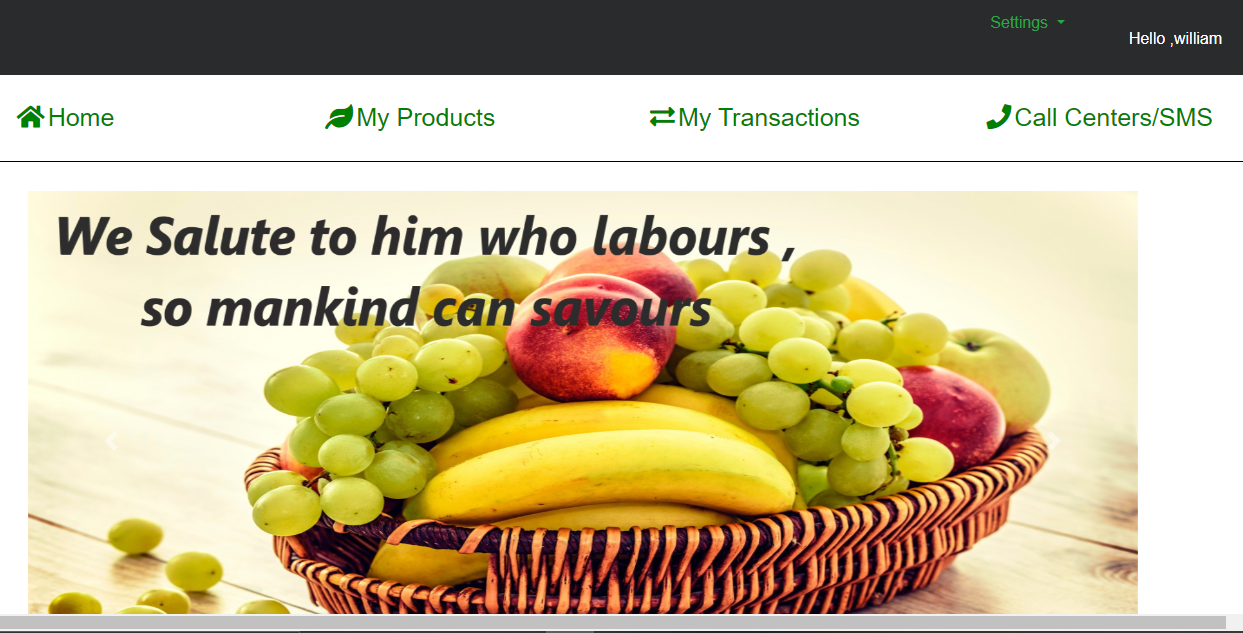 Settings
Hello ,william
Home
My Products
My Transactions
Call Centers/SMS
We Salute to him who labours ,
so mankind can savours